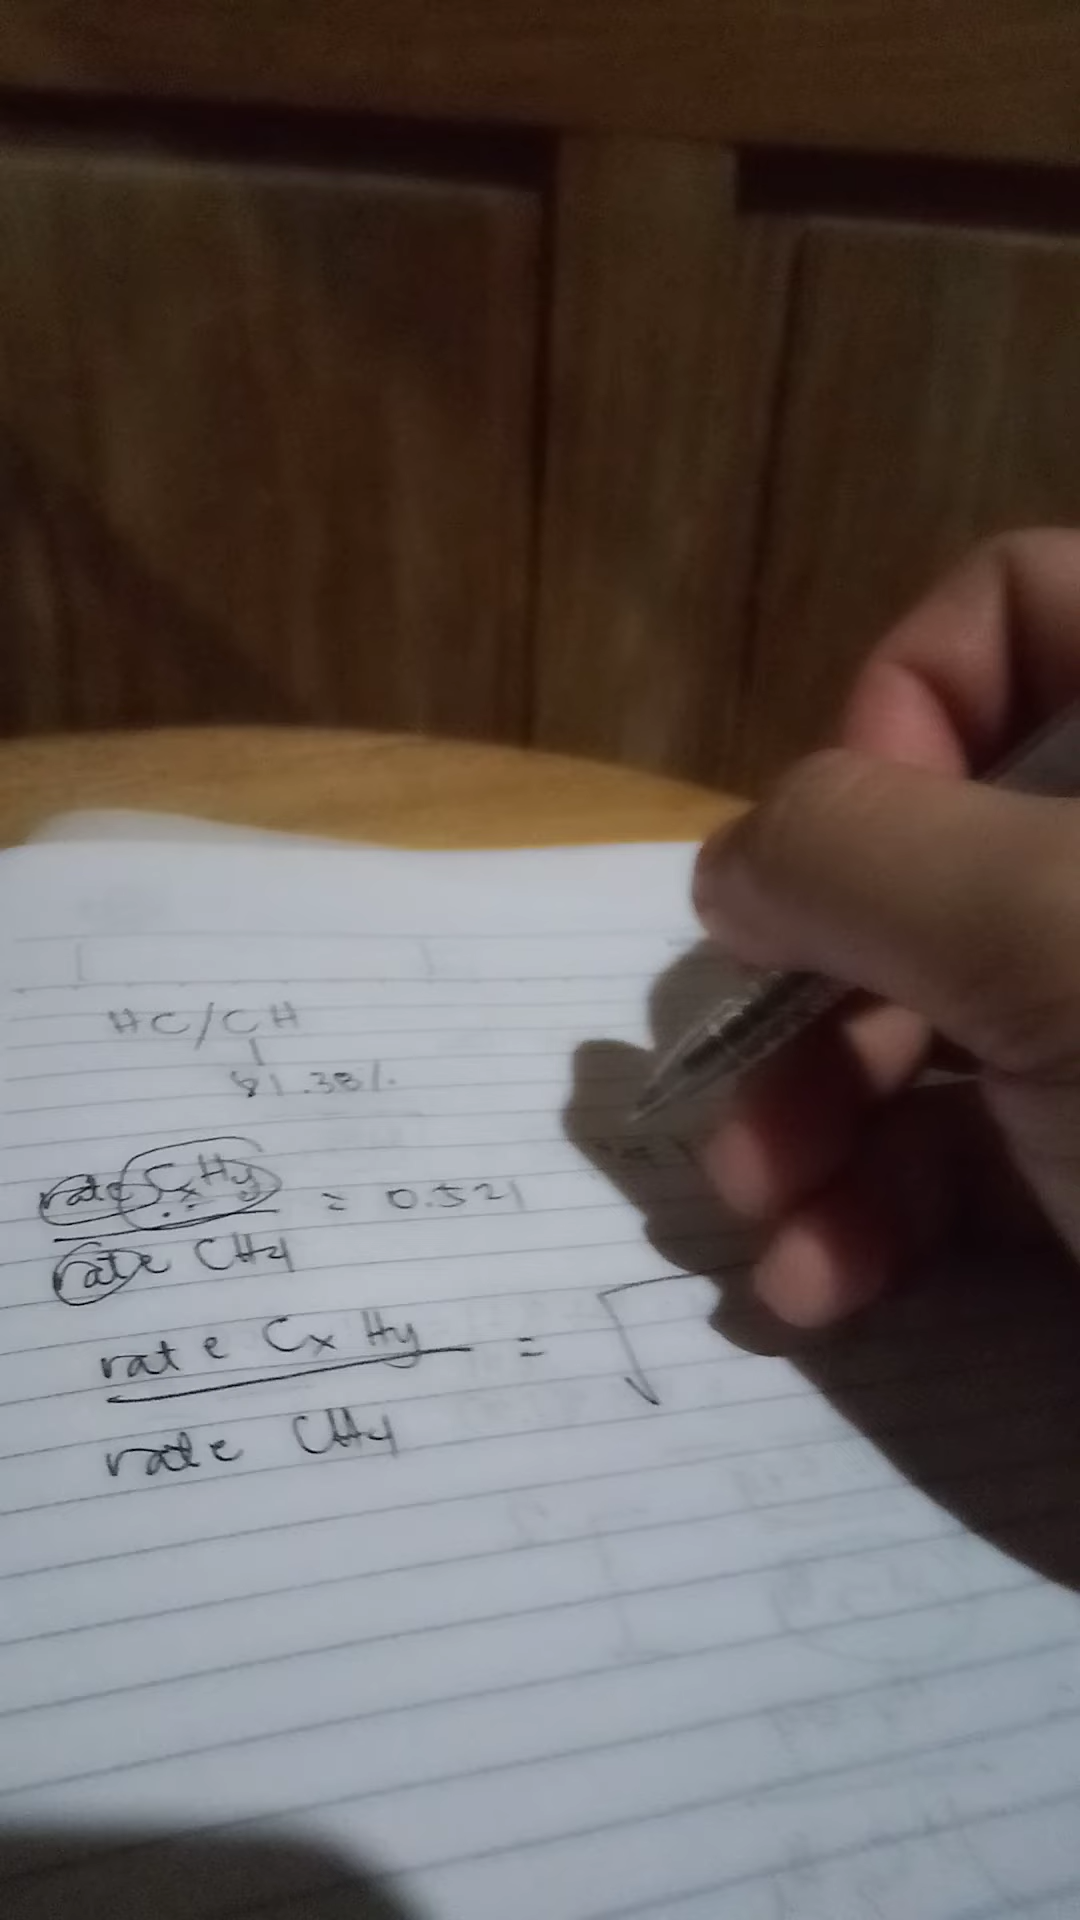 HC/CH
81.38%
rate CxHy
= 0.521
rate CH4
rate CxHy
= √
rate CH4